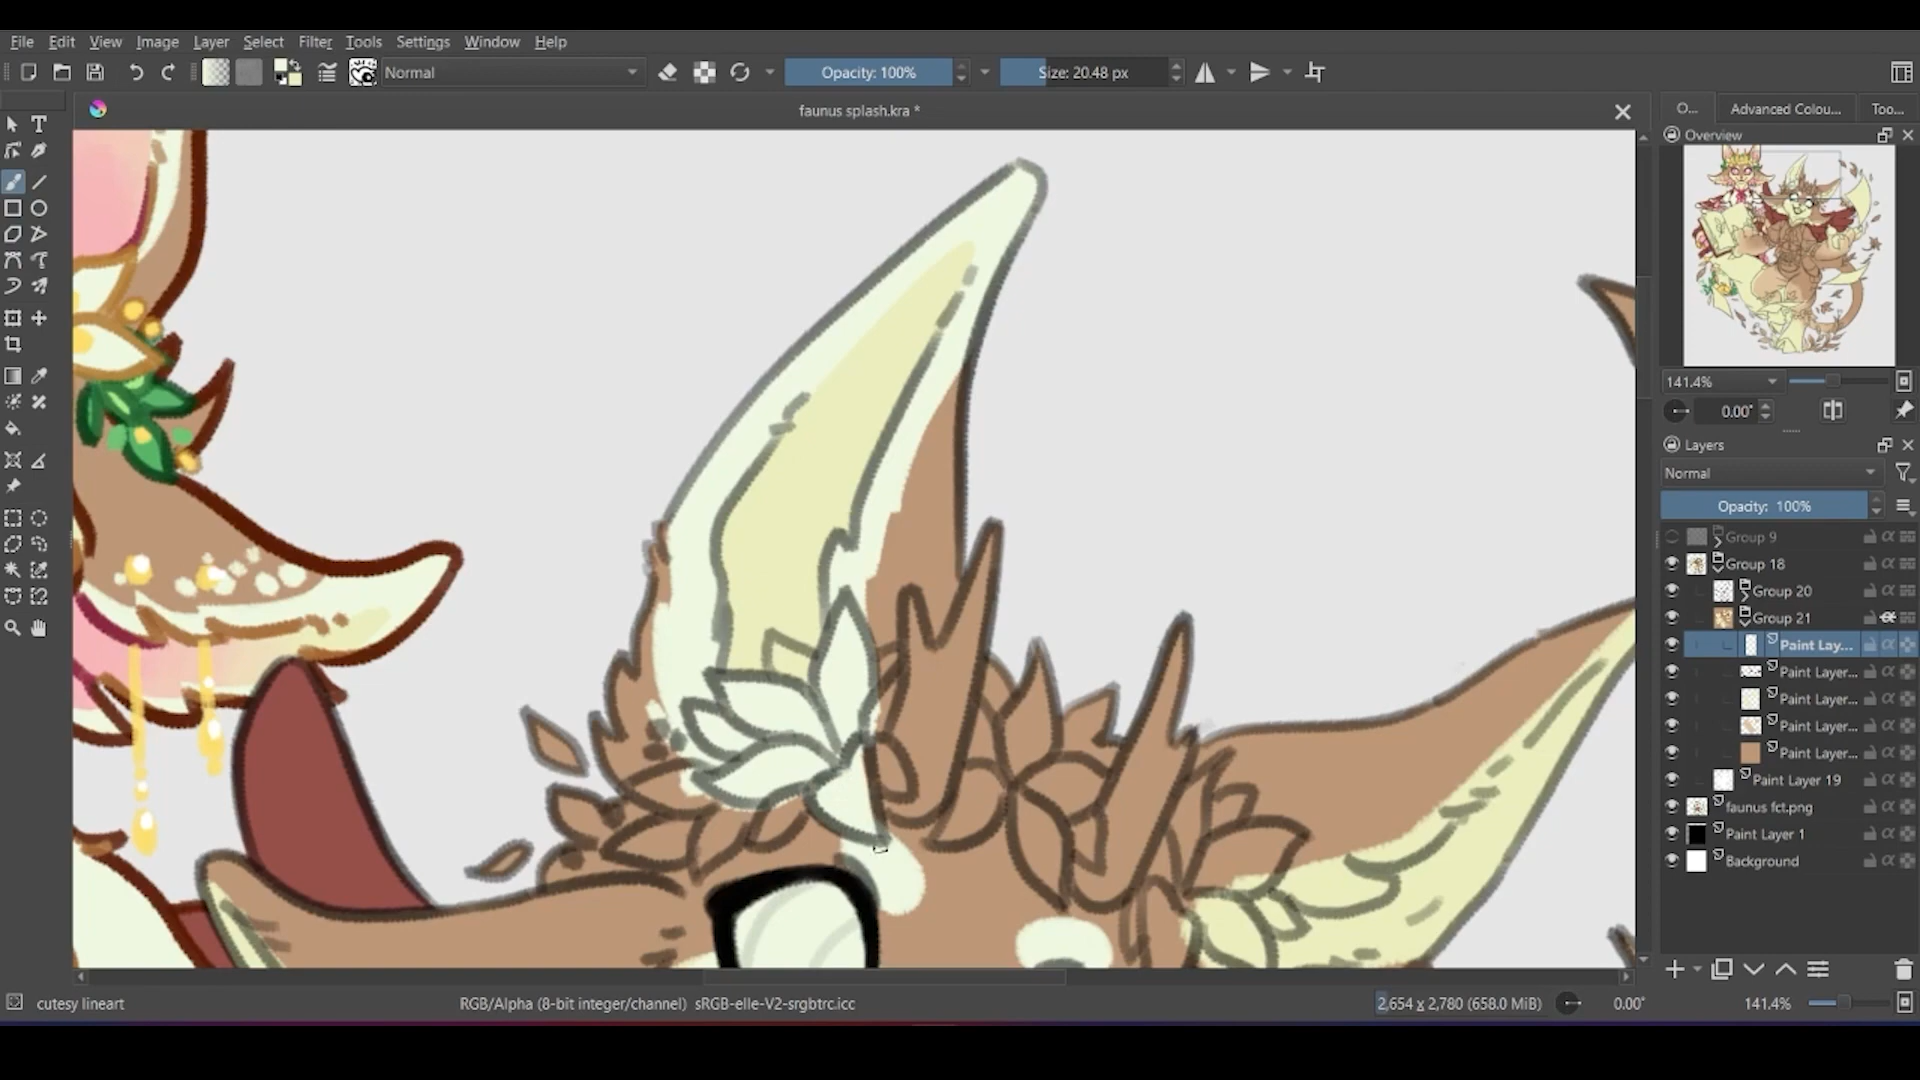 File Edit View Image Layer Select Filter Tools Settings Window Help
Normal Opacity: 100% Size: 20.48 px
faunus splash.kra *
O... Advanced Colou... Too...
Overview
141.4%
0.00°
Layers
Normal
Opacity: 100%
Group 9
Group 18
Group 20
Group 21
Paint Lay...
Paint Layer...
Paint Layer...
Paint Layer...
Paint Layer...
Paint Layer 19
faunus fct.png
Paint Layer 1
Background
cutesy lineart RGB/Alpha (8-bit integer/channel) sRGB-elle-V2-srgbtrc.icc 2,654 x 2,780 (658.0 MiB) 0.00° 141.4%